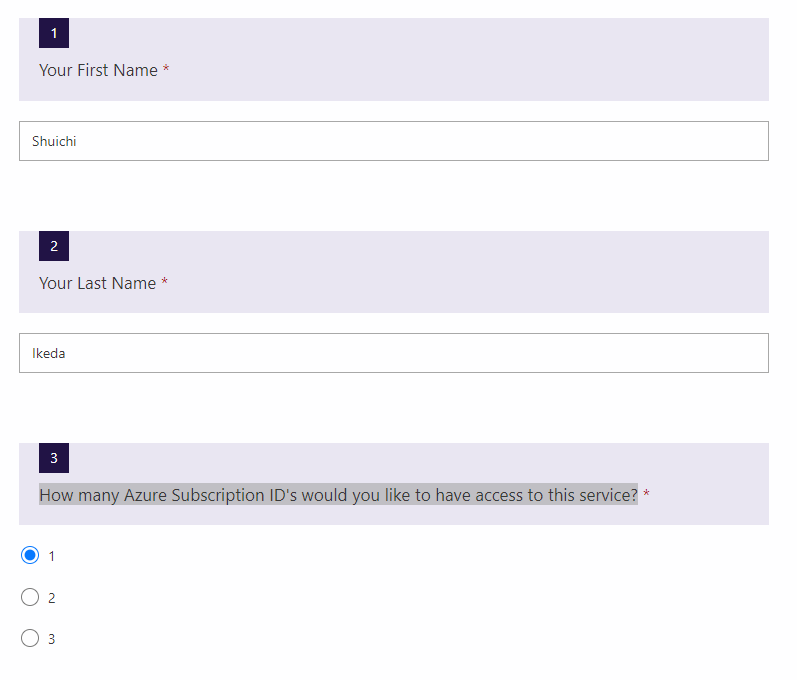 1
Your First Name *
Shuichi
2
Your Last Name *
Ikeda
3
How many Azure Subscription ID's would you like to have access to this service? *
1
2
3